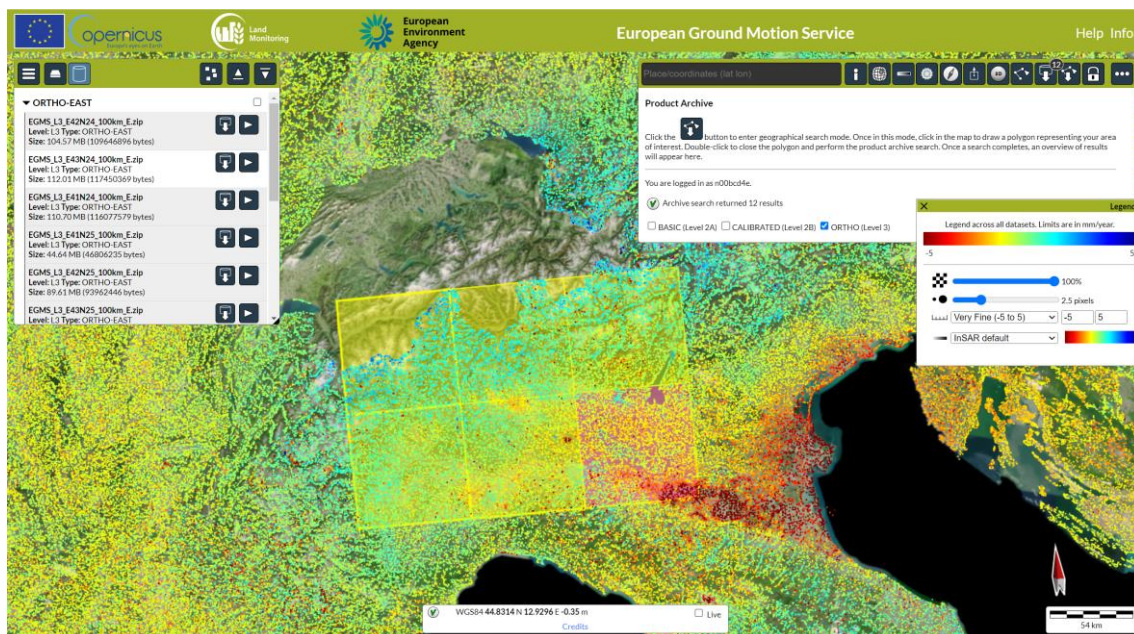 opernicus
Europe's eyes on Earth
Land
Monitoring
European
Environment
Agency
European Ground Motion Service
Help Info
ORTHO-EAST
EGMS_L3_E42N24_100km_E.zip
Level: L3 Type: ORTHO-EAST
Size: 104.57 MB (109646896 bytes)
EGMS_L3_E43N24_100km_E.zip
Level: L3 Type: ORTHO-EAST
Size: 112.01 MB (117450369 bytes)
EGMS_L3_E41N24_100km_E.zip
Level: L3 Type: ORTHO-EAST
Size: 110.70 MB (116077579 bytes)
EGMS_L3_E41N25_100km_E.zip
Level: L3 Type: ORTHO-EAST
Size: 44.64 MB (46806235 bytes)
EGMS_L3_E42N25_100km_E.zip
Level: L3 Type: ORTHO-EAST
Size: 89.61 MB (93962446 bytes)
EGMS_L3_E43N25_100km_E.zip
Level: L3 Type: ORTHO-EAST
Place/coordinates (lat lon)
12
Product Archive
Click the button to enter geographical search mode. Once in this mode, click in the map to draw a polygon representing your area
of interest. Double-click to close the polygon and perform the product archive search. Once a search completes, an overview of results
will appear here.
You are logged in as n00bcd4e.
Archive search returned 12 results
BASIC (Level 2A) CALIBRATED (Level 2B) ORTHO (Level 3)
Legend
Legend across all datasets. Limits are in mm/year.
-5 5
100%
2.5 pixels
Very Fine (-5 to 5) -5 5
InSAR default
WGS84 44.8314 N 12.9296 E -0.35 m
Live
Credits
N
54 km